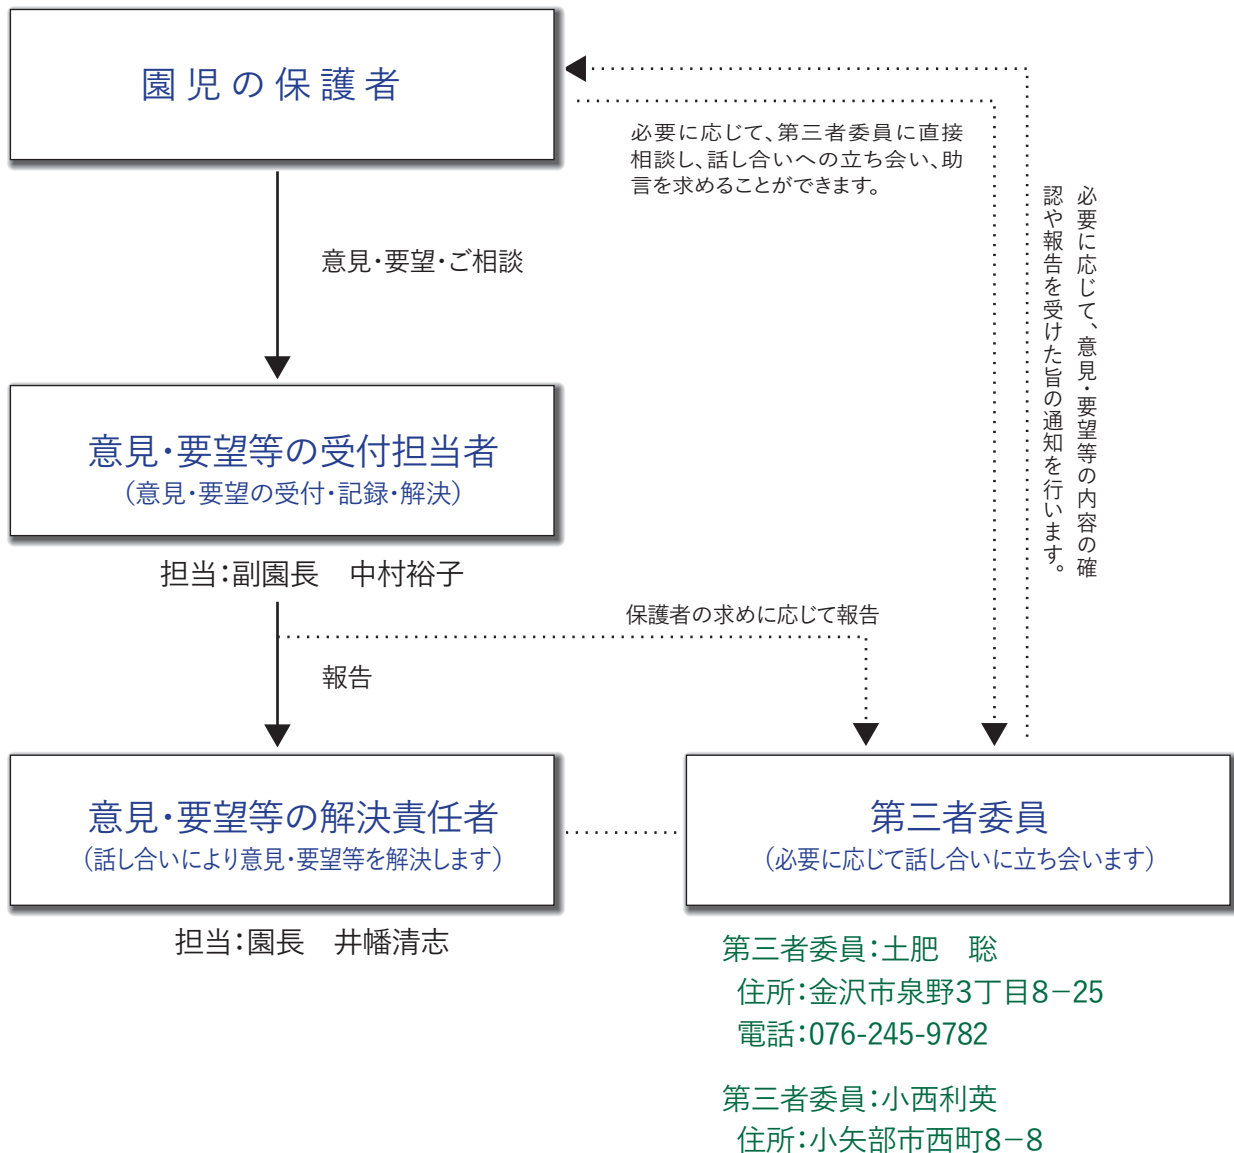 園児の保護者
必要に応じて、第三者委員に直接
相談し、話し合いへの立ち会い、助
言を求めることができます。
必要に応じて、意見・要望等の内容の確
認や報告を受けた旨の通知を行います。
意見・要望・ご相談
意見・要望等の受付担当者
（意見・要望の受付・記録・解決）
担当：副園長　中村裕子
保護者の求めに応じて報告
報告
意見・要望等の解決責任者
（話し合いにより意見・要望等を解決します）
担当：園長　井幡清志
第三者委員
（必要に応じて話し合いに立ち会います）
第三者委員：土肥　聡
住所：金沢市泉野3丁目8−25
電話：076-245-9782
第三者委員：小西利英
住所：小矢部市西町8−8